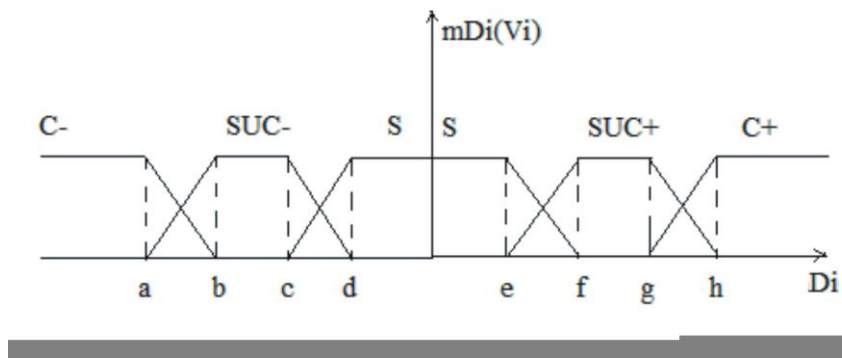 mDi(Vi)
C- SUC- S S SUC+ C+
a b c d e f g h Di